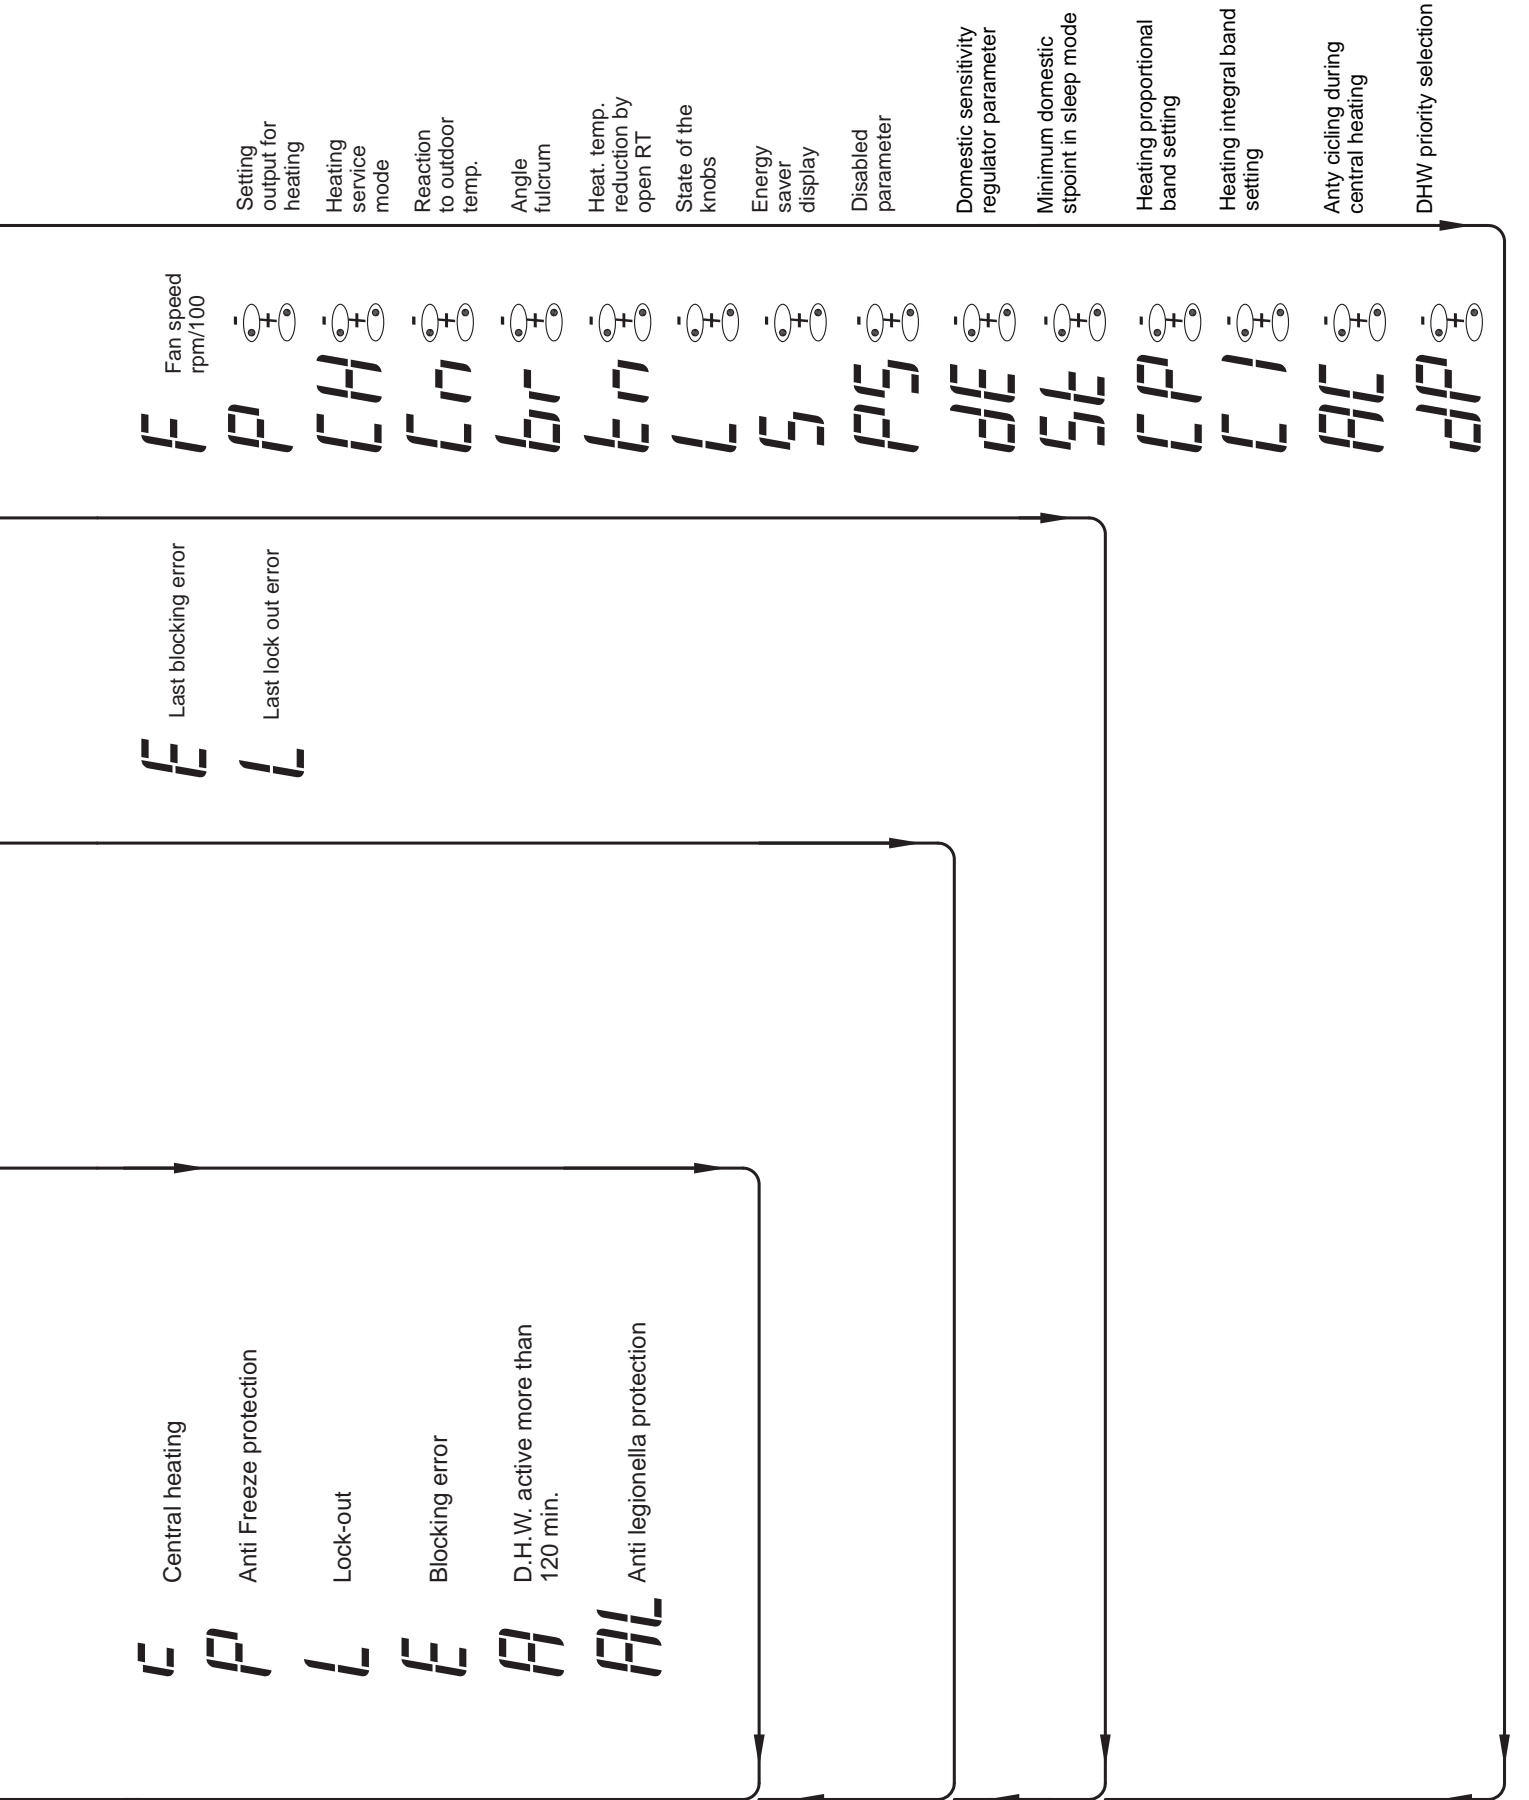 c Central heating
P Anti Freeze protection
L Lock-out
E Blocking error
A D.H.W. active more than
120 min.
AL Anti legionella protection
E Last blocking error
L Last lock out error
F Fan speed
rpm/100
P - + Setting
output for
heating
CH - + Heating
service
mode
Cn - + Reaction
to outdoor
temp.
br - + Angle
fulcrum
tn - + Heat. temp.
reduction by
open RT
L - + State of the
knobs
S - + Energy
saver
display
PS - + Disabled
parameter
dE - + Domestic sensitivity
regulator parameter
St - + Minimum domestic
stpoint in sleep mode
CP - + Heating proportional
band setting
CI - + Heating integral band
setting
AC - + Anty cicling during
central heating
dP - + DHW priority selection